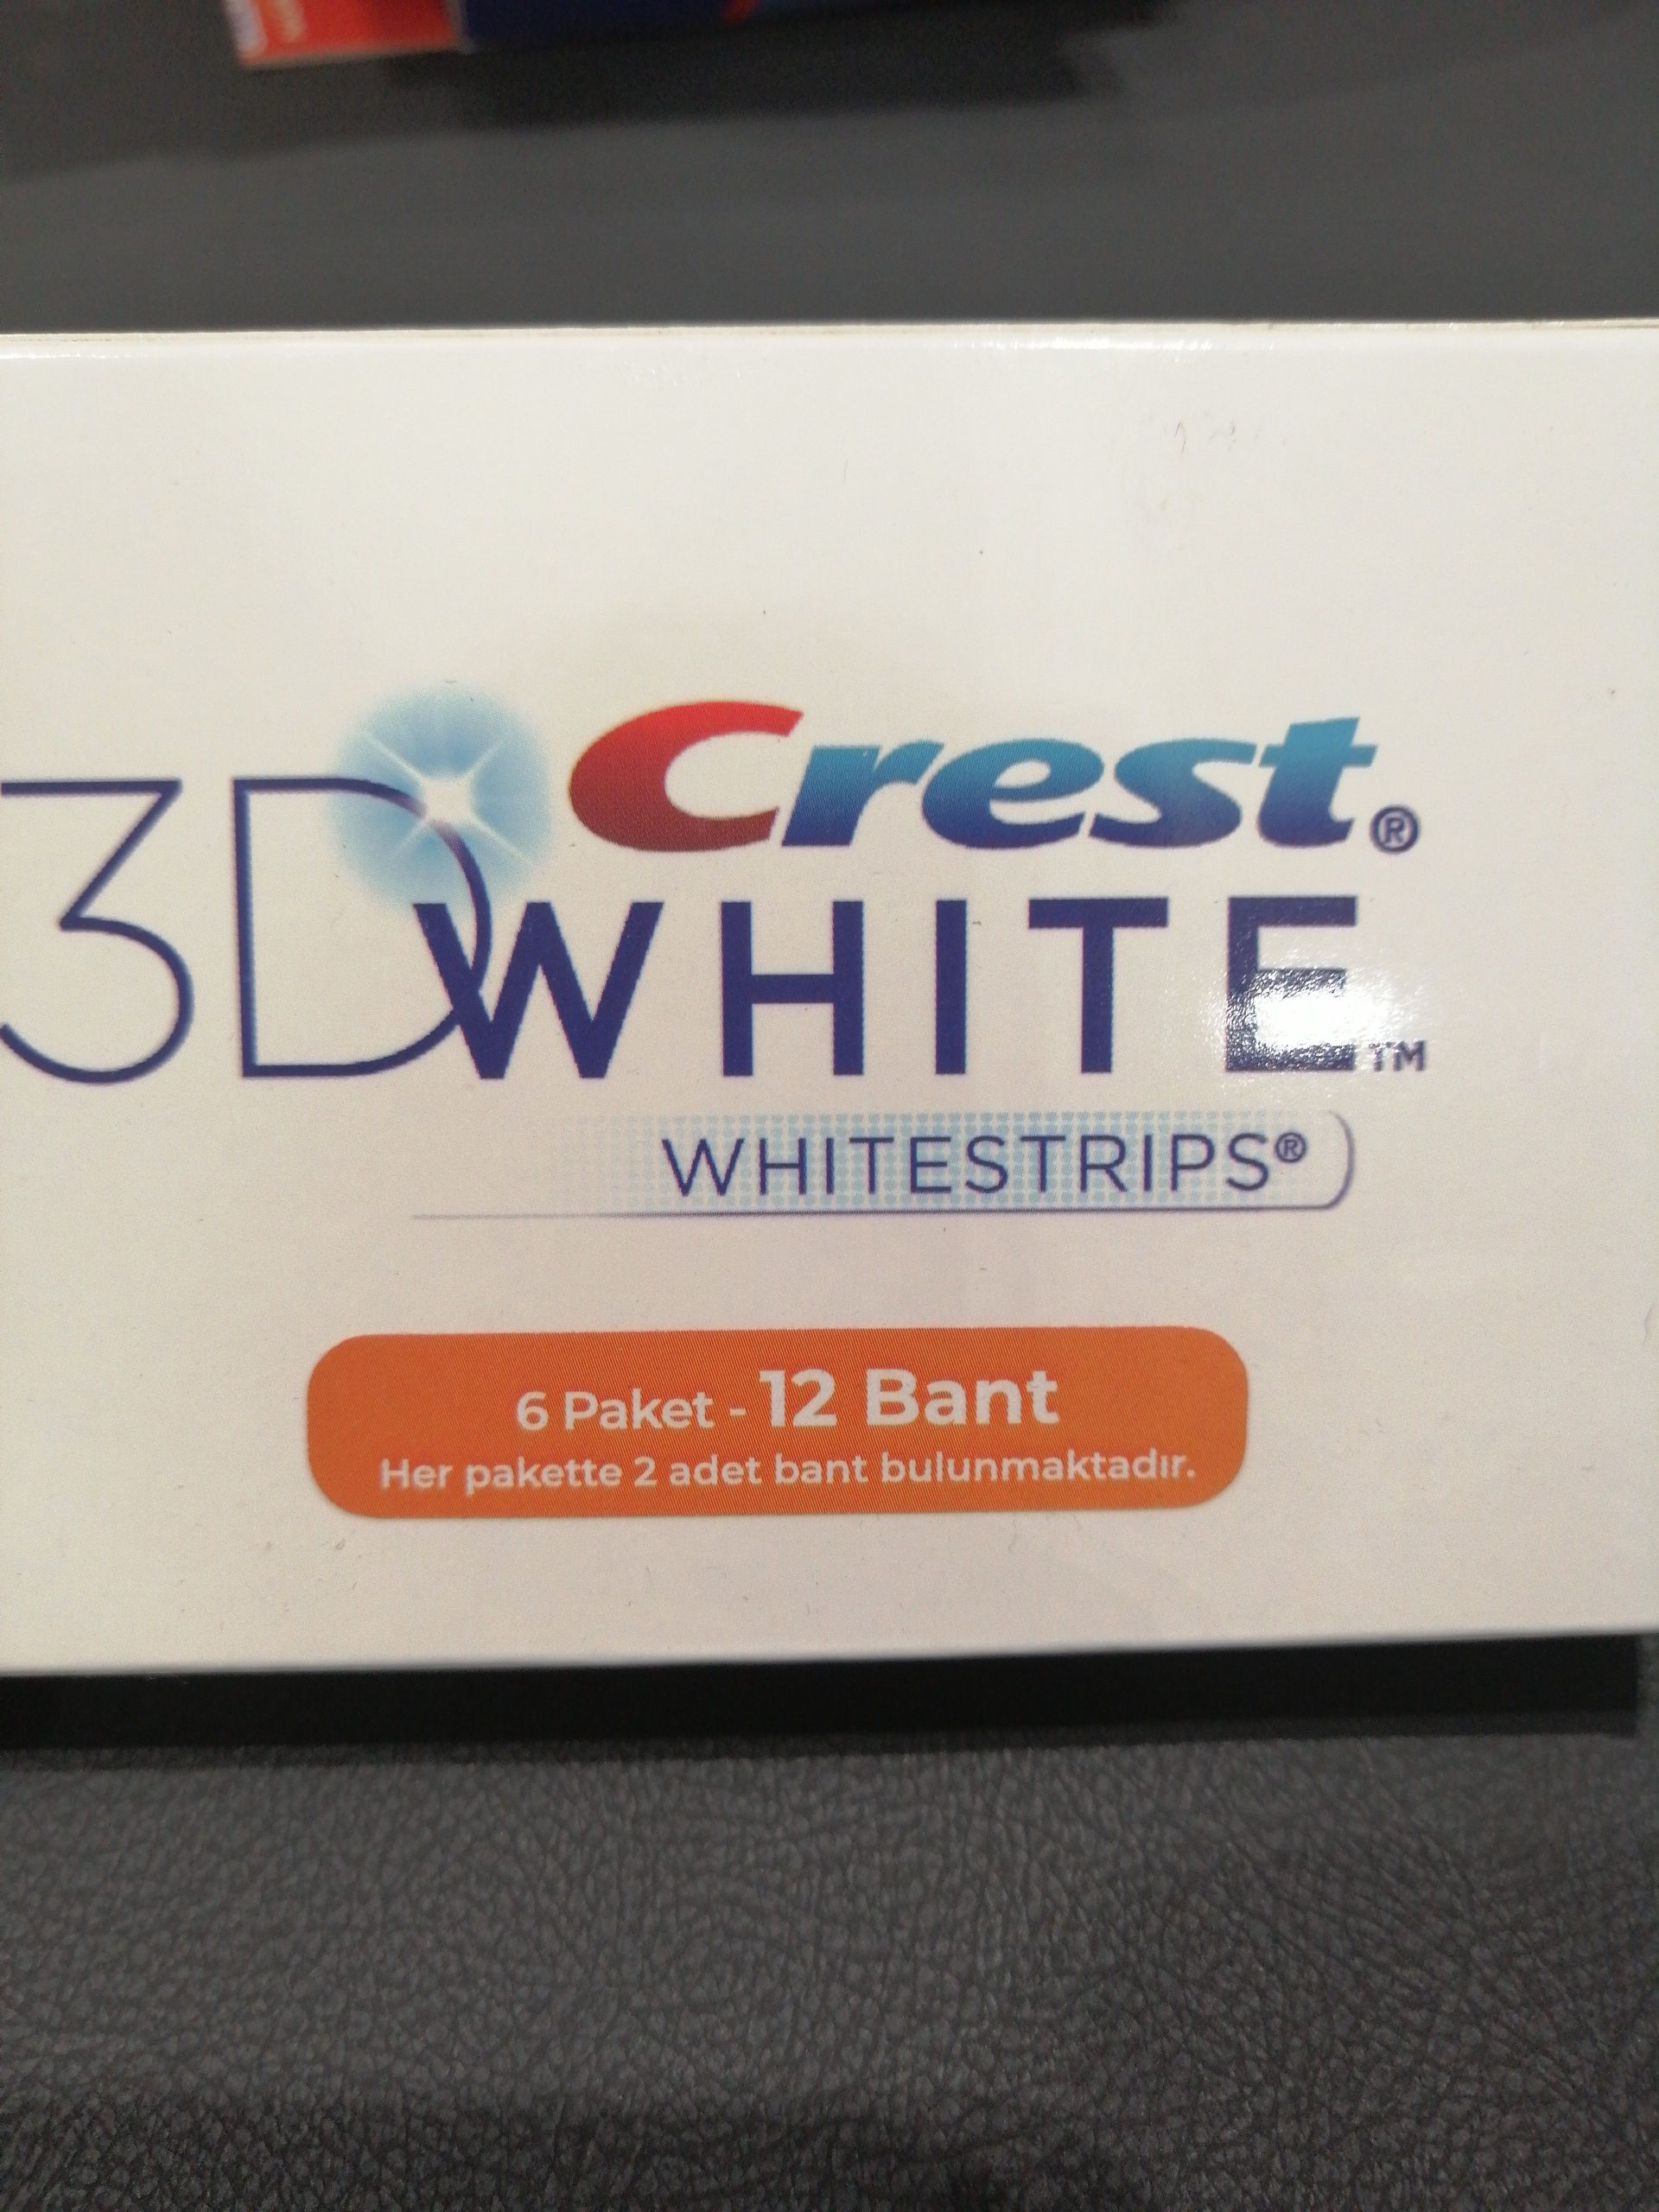 Crest®
3D WHITE™
WHITESTRIPS®
6 Paket - 12 Bant
Her pakette 2 adet bant bulunmaktadır.